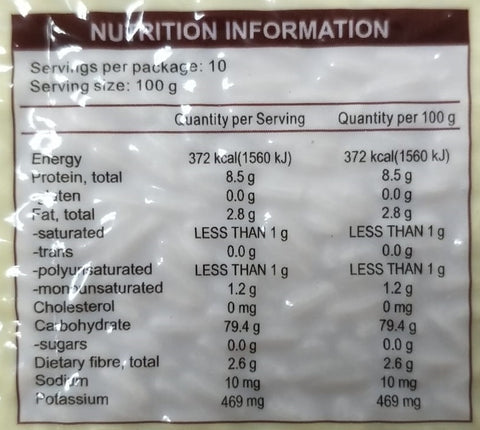 NUTRITION INFORMATION
Servings per package: 10
Serving size: 100 g
Quantity per Serving Quantity per 100 g
Energy 372 kcal(1560 kJ) 372 kcal(1560 kJ)
Protein, total 8.5 g 8.5 g
-gluten 0.0 g 0.0 g
Fat, total 2.8 g 2.8 g
-saturated LESS THAN 1 g LESS THAN 1 g
-trans 0.0 g 0.0 g
-polyunsaturated LESS THAN 1 g LESS THAN 1 g
-monounsaturated 1.2 g 1.2 g
Cholesterol 0 mg 0 mg
Carbohydrate 79.4 g 79.4 g
-sugars 0.0 g 0.0 g
Dietary fibre, total 2.6 g 2.6 g
Sodium 10 mg 10 mg
Potassium 469 mg 469 mg